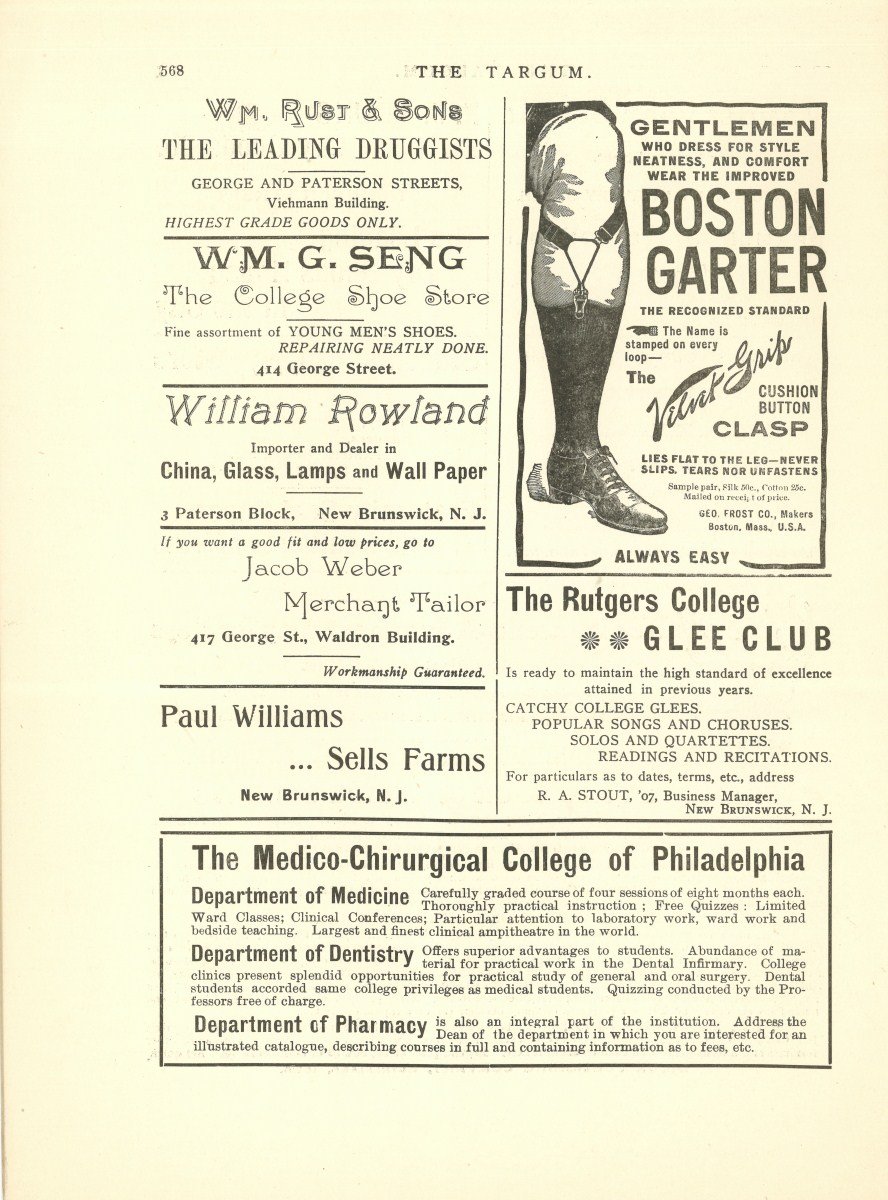 568
THE TARGUM.
WM. RUST & SONS
THE LEADING DRUGGISTS
GEORGE AND PATERSON STREETS,
Viehmann Building.
HIGHEST GRADE GOODS ONLY.
WM. G. SENG
The College Shoe Store
Fine assortment of YOUNG MEN'S SHOES.
REPAIRING NEATLY DONE.
414 George Street.
William Rowland
Importer and Dealer in
China, Glass, Lamps and Wall Paper
3 Paterson Block, New Brunswick, N. J.
If you want a good fit and low prices, go to
Jacob Weber
Merchant Tailor
417 George St., Waldron Building.
Workmanship Guaranteed.
Paul Williams
... Sells Farms
New Brunswick, N. J.
GENTLEMEN
WHO DRESS FOR STYLE
NEATNESS, AND COMFORT
WEAR THE IMPROVED
BOSTON
GARTER
THE RECOGNIZED STANDARD
The Name is
stamped on every
loop—
The
Velvet Grip
CUSHION
BUTTON
CLASP
LIES FLAT TO THE LEG—NEVER
SLIPS, TEARS NOR UNFASTENS
Sample pair, Silk 50c., Cotton 25c.
Mailed on receipt of price.
GEO. FROST CO., Makers
Boston, Mass., U.S.A.
ALWAYS EASY
The Rutgers College
GLEE CLUB
Is ready to maintain the high standard of excellence
attained in previous years.
CATCHY COLLEGE GLEES.
POPULAR SONGS AND CHORUSES.
SOLOS AND QUARTETTES.
READINGS AND RECITATIONS.
For particulars as to dates, terms, etc., address
R. A. STOUT, '07, Business Manager,
NEW BRUNSWICK, N. J.
The Medico-Chirurgical College of Philadelphia
Department of Medicine Carefully graded course of four sessions of eight months each.
Thoroughly practical instruction; Free Quizzes: Limited
Ward Classes; Clinical Conferences; Particular attention to laboratory work, ward work and
bedside teaching. Largest and finest clinical ampitheatre in the world.
Department of Dentistry Offers superior advantages to students. Abundance of ma-
terial for practical work in the Dental Infirmary. College
clinics present splendid opportunities for practical study of general and oral surgery. Dental
students accorded same college privileges as medical students. Quizzing conducted by the Pro-
fessors free of charge.
Department of Pharmacy is also an integral part of the institution. Address the
Dean of the department in which you are interested for an
illustrated catalogue, describing courses in full and containing information as to fees, etc.